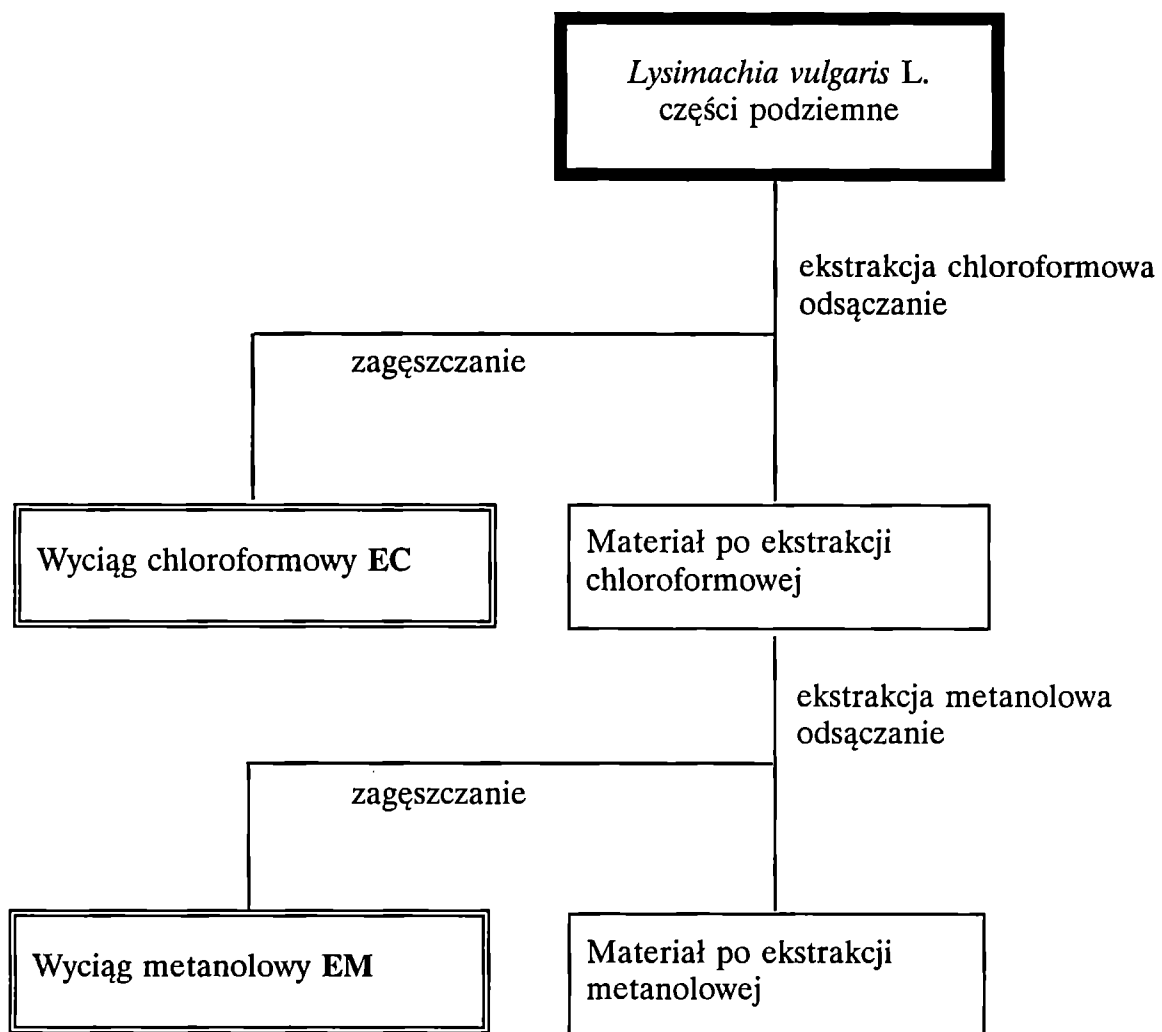 Lysimachia vulgaris L.
części podziemne
ekstrakcja chloroformowa
odsączanie
zagęszczanie
Wyciąg chloroformowy EC
Materiał po ekstrakcji
chloroformowej
ekstrakcja metanolowa
odsączanie
zagęszczanie
Wyciąg metanolowy EM
Materiał po ekstrakcji
metanolowej